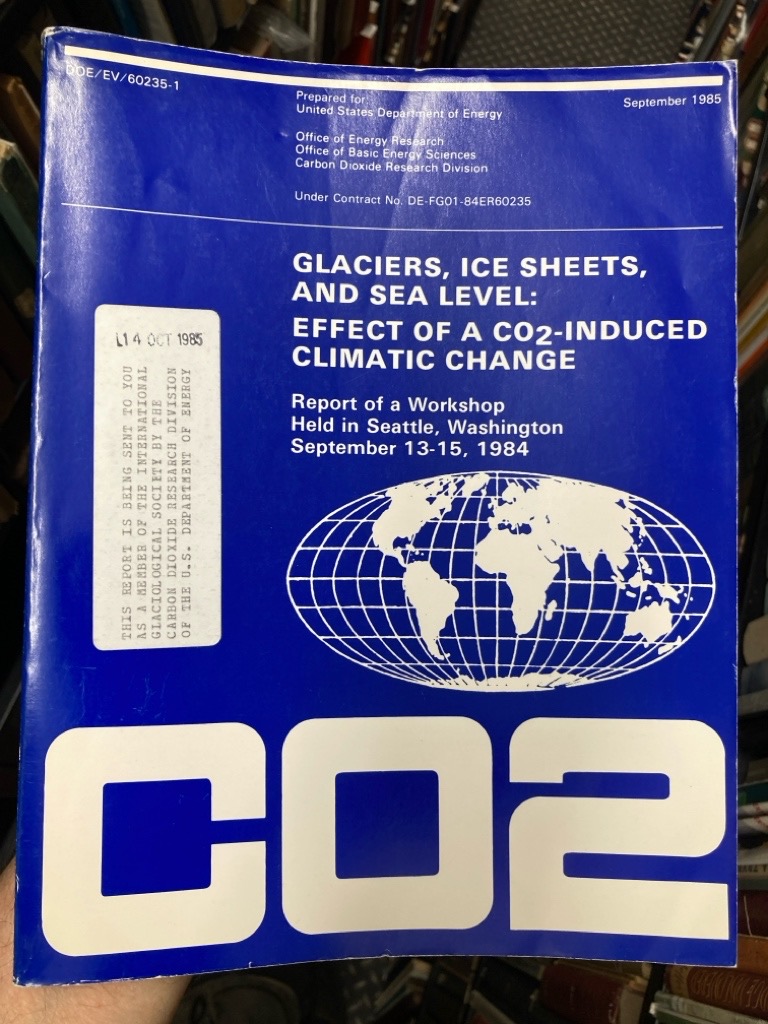 DOE/EV/60235-1
Prepared for
United States Department of Energy
September 1985
Office of Energy Research
Office of Basic Energy Sciences
Carbon Dioxide Research Division
Under Contract No. DE-FG01-84ER60235
GLACIERS, ICE SHEETS,
AND SEA LEVEL:
EFFECT OF A CO2-INDUCED
CLIMATIC CHANGE
Report of a Workshop
Held in Seattle, Washington
September 13-15, 1984
14 OCT 1985
THIS REPORT IS BEING SENT TO YOU
AS A MEMBER OF THE INTERNATIONAL
GLACIOLOGICAL SOCIETY BY THE
CARBON DIOXIDE RESEARCH DIVISION
OF THE U.S. DEPARTMENT OF ENERGY
CO2